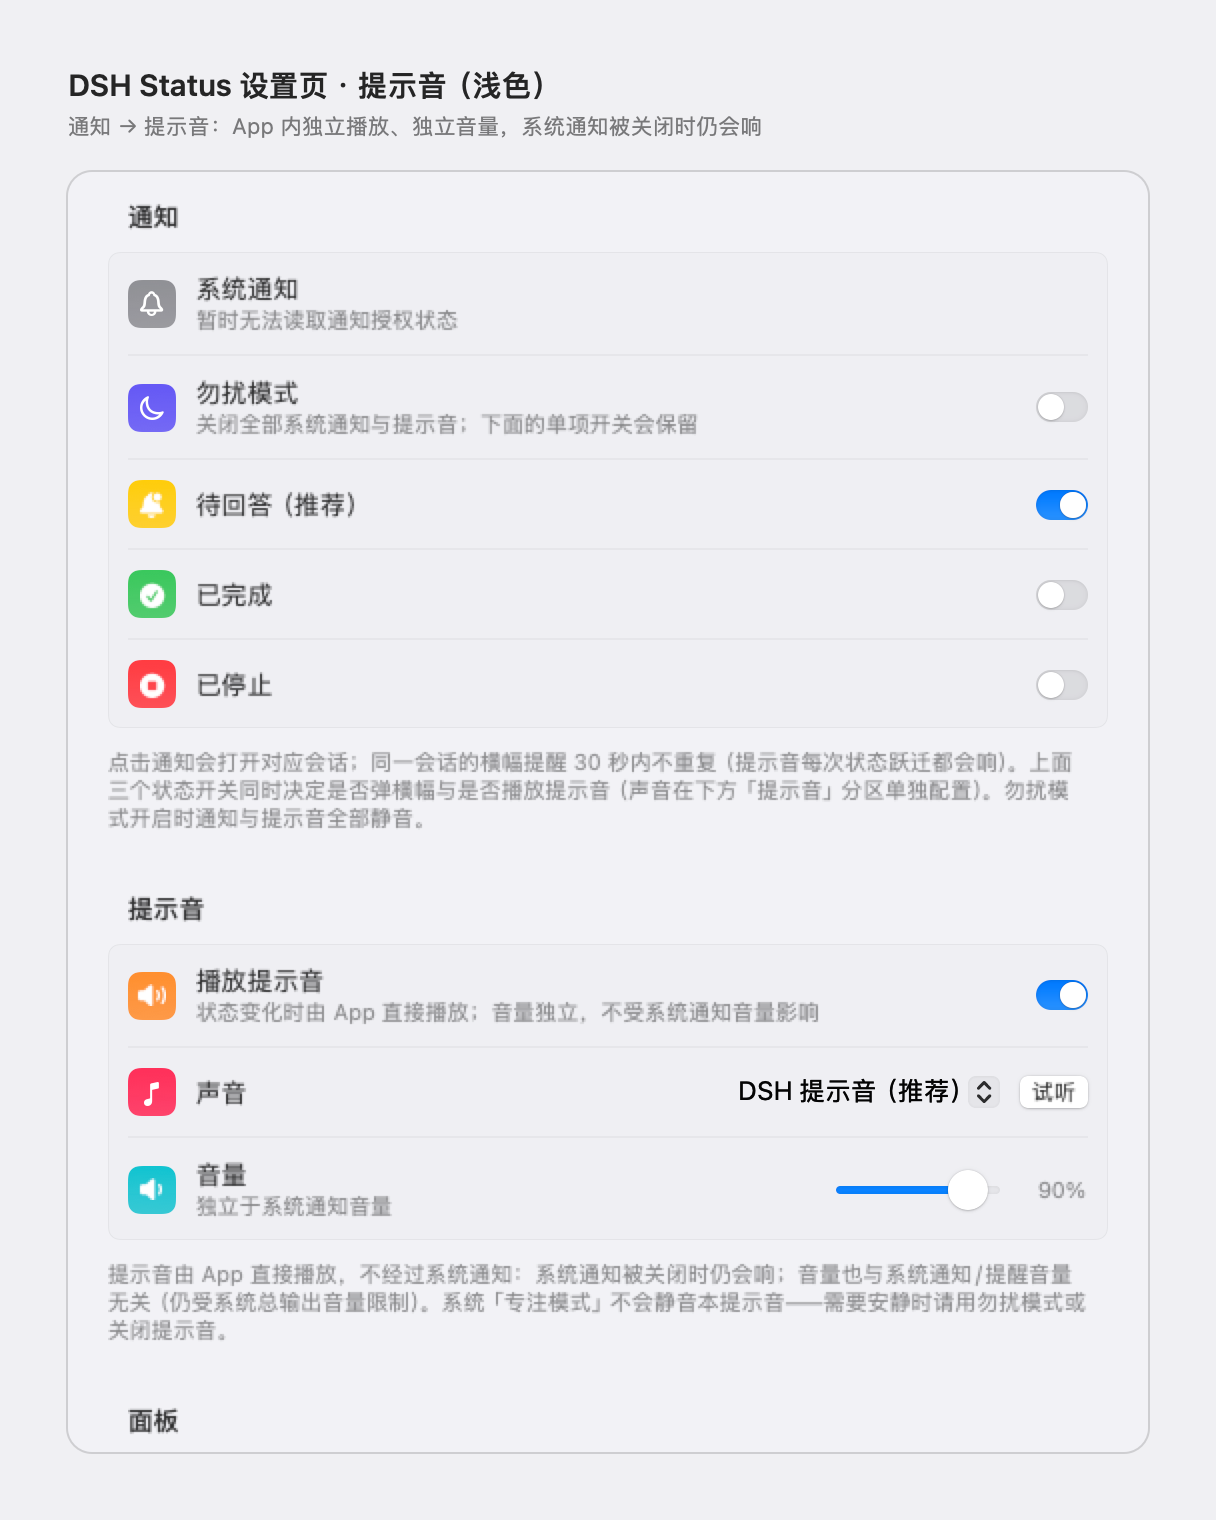 DSH Status 设置页 · 提示音（浅色）
通知 → 提示音：App 内独立播放、独立音量，系统通知被关闭时仍会响
通知
系统通知
暂时无法读取通知授权状态
勿扰模式
关闭全部系统通知与提示音；下面的单项开关会保留
待回答（推荐）
已完成
已停止
点击通知会打开对应会话；同一会话的横幅提醒 30 秒内不重复（提示音每次状态跃迁都会响）。上面
三个状态开关同时决定是否弹横幅与是否播放提示音（声音在下方「提示音」分区单独配置）。勿扰模
式开启时通知与提示音全部静音。
提示音
播放提示音
状态变化时由 App 直接播放；音量独立，不受系统通知音量影响
声音
DSH 提示音（推荐）
试听
音量
独立于系统通知音量
90%
提示音由 App 直接播放，不经过系统通知：系统通知被关闭时仍会响；音量也与系统通知/提醒音量
无关（仍受系统总输出音量限制）。系统「专注模式」不会静音本提示音——需要安静时请用勿扰模式或
关闭提示音。
面板